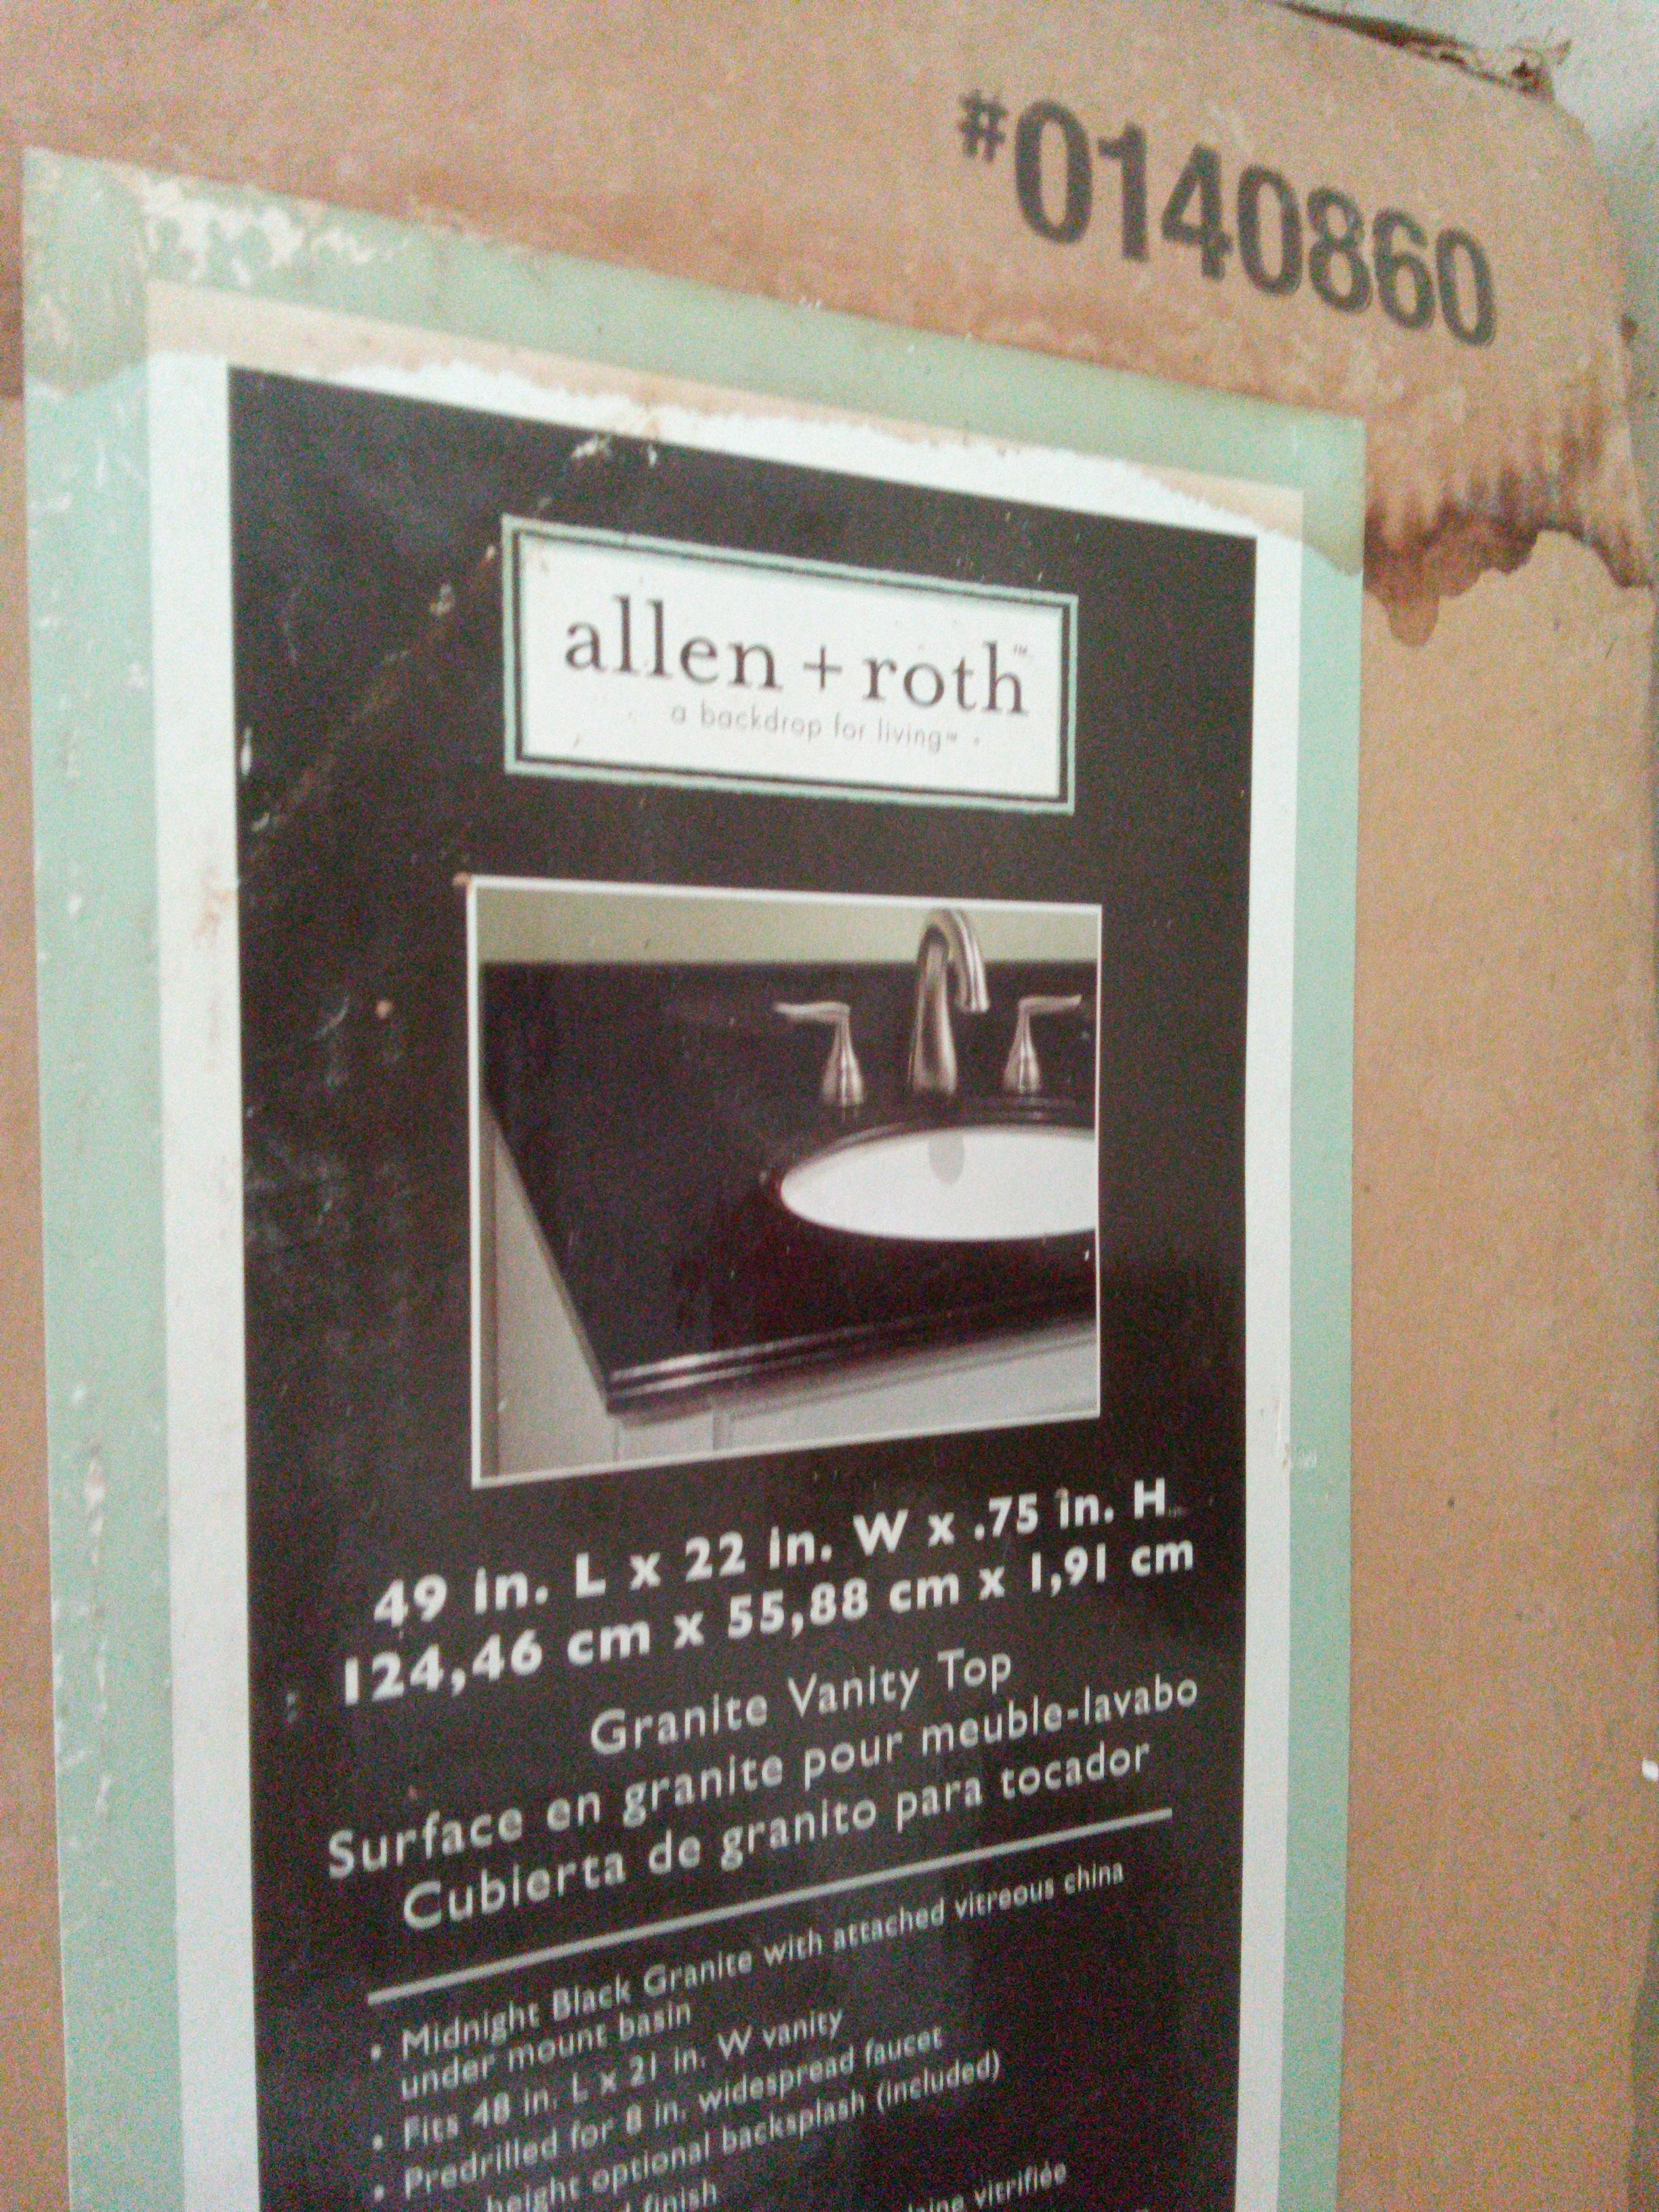 #0140860
allen + roth™
a backdrop for living™
49 in. L x 22 in. W x .75 in. H
124,46 cm x 55,88 cm x 1,91 cm
Granite Vanity Top
Surface en granite pour meuble-lavabo
Cubierta de granito para tocador
• Midnight Black Granite with attached vitreous china
under mount basin
• Fits 48 in. L x 21 in. W vanity
• Predrilled for 8 in. widespread faucet
height optional backsplash (included)
finish
vitrifiée